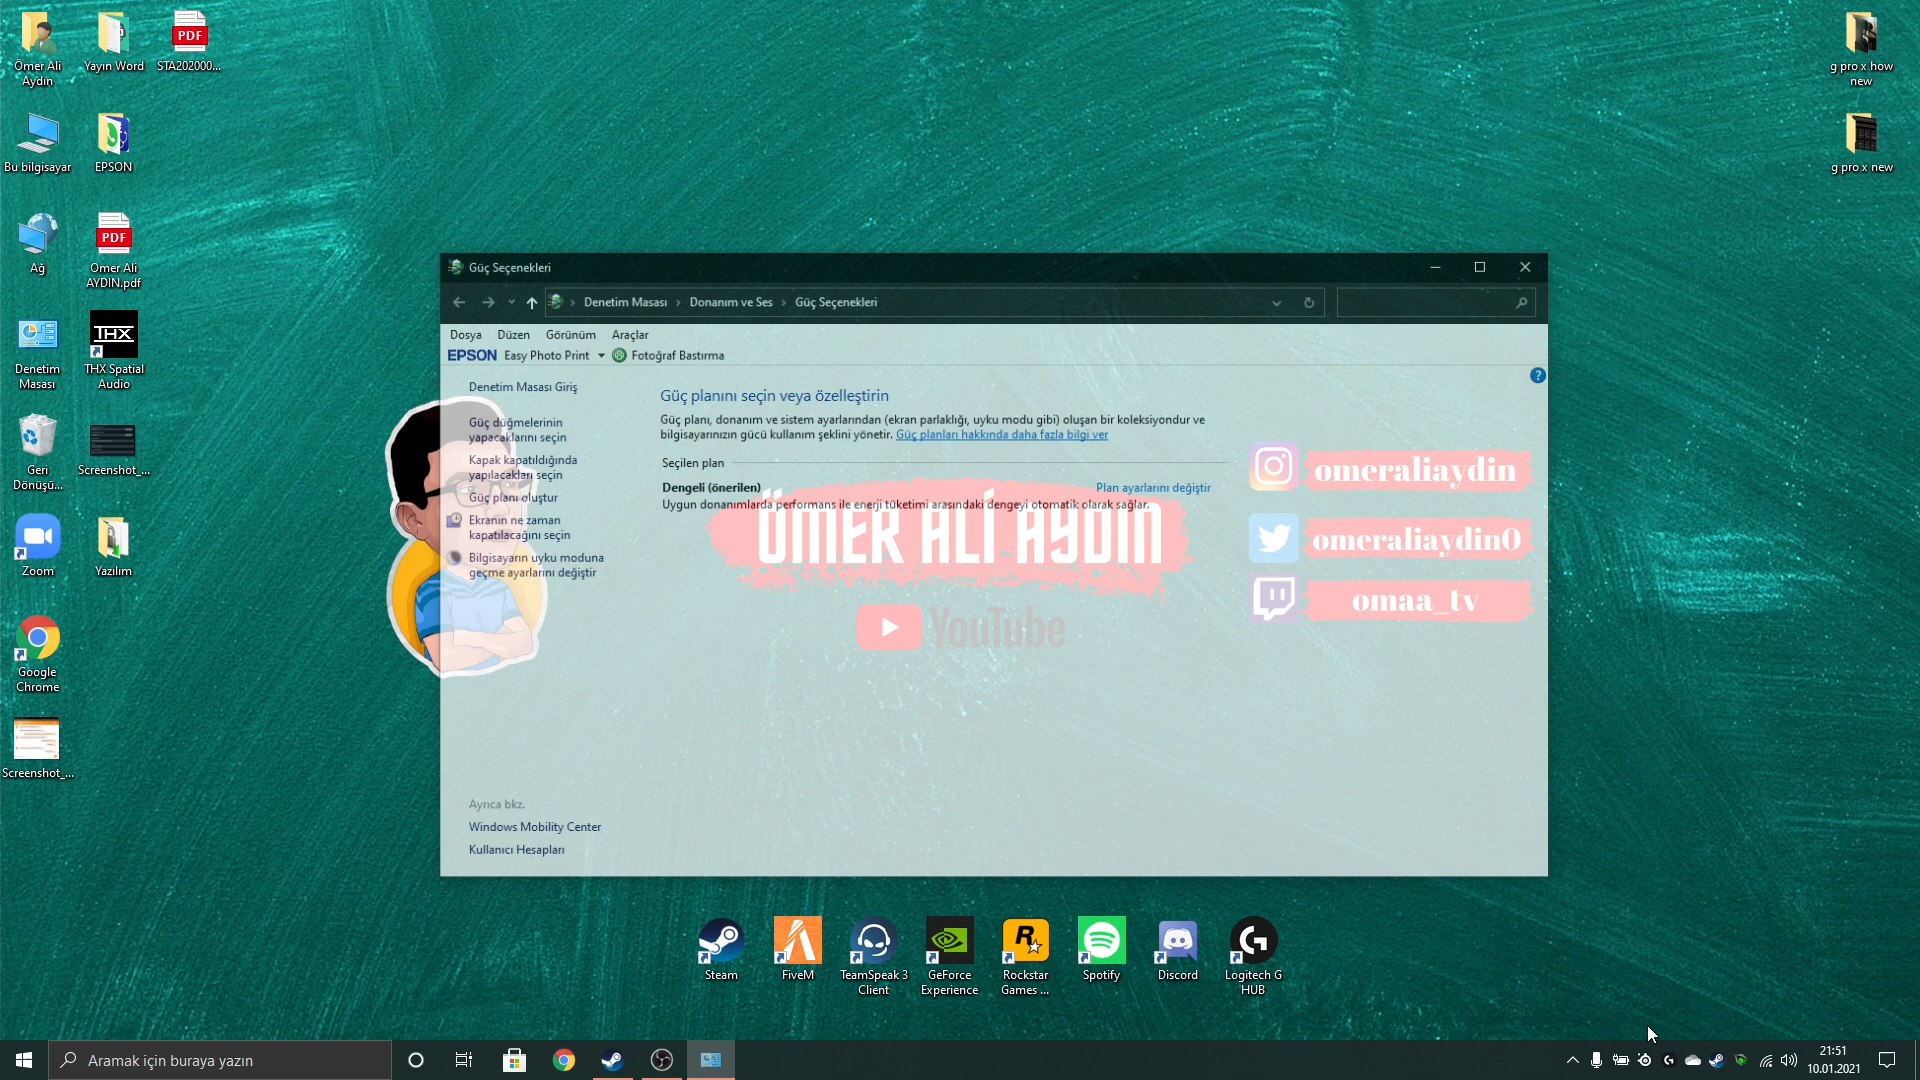 Ömer Ali
Aydın
Yayın Word
PDF
STA202000...
Bu bilgisayar
EPSON
Ağ
PDF
Omer Ali
AYDIN.pdf
Denetim
Masası
THX
THX Spatial
Audio
Geri
Dönüşü...
Screenshot_...
Zoom
Yazılım
Google
Chrome
Screenshot_...
g pro x how
new
g pro x new
Güç Seçenekleri
Denetim Masası
Donanım ve Ses
Güç Seçenekleri
Dosya
Düzen
Görünüm
Araçlar
EPSON Easy Photo Print
Fotoğraf Bastırma
Denetim Masası Giriş
Güç düğmelerinin
yapacaklarını seçin
Kapak kapatıldığında
yapılacakları seçin
Güç planı oluştur
Ekranın ne zaman
kapatılacağını seçin
Bilgisayarın uyku moduna
geçme ayarlarını değiştir
Güç planını seçin veya özelleştirin
Güç planı, donanım ve sistem ayarlarından (ekran parlaklığı, uyku modu gibi) oluşan bir koleksiyondur ve
bilgisayarınızın gücü kullanım şeklini yönetir. Güç planları hakkında daha fazla bilgi ver
Seçilen plan
Dengeli (önerilen)
Plan ayarlarını değiştir
Uygun donanımlarda performans ile enerji tüketimi arasındaki dengeyi otomatik olarak sağlar.
ÖMER ALİ AYDIN
YouTube
omeraliaydin
omeraliaydin0
omaa_tv
Ayrıca bkz.
Windows Mobility Center
Kullanıcı Hesapları
Steam
FiveM
TeamSpeak 3
Client
GeForce
Experience
Rockstar
Games ...
Spotify
Discord
Logitech G
HUB
Aramak için buraya yazın
21:51
10.01.2021